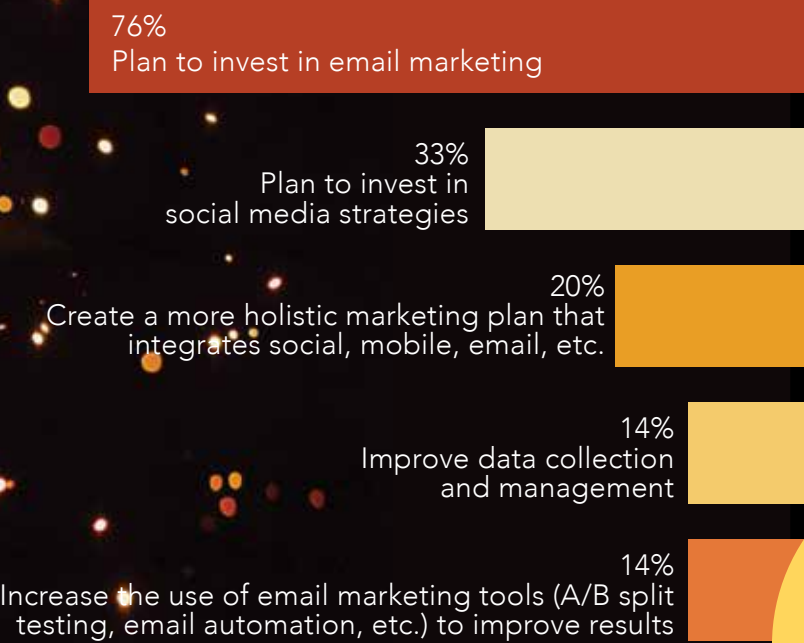 76%
Plan to invest in email marketing
33%
Plan to invest in
social media strategies
20%
Create a more holistic marketing plan that
integrates social, mobile, email, etc.
14%
Improve data collection
and management
14%
Increase the use of email marketing tools (A/B split
testing, email automation, etc.) to improve results